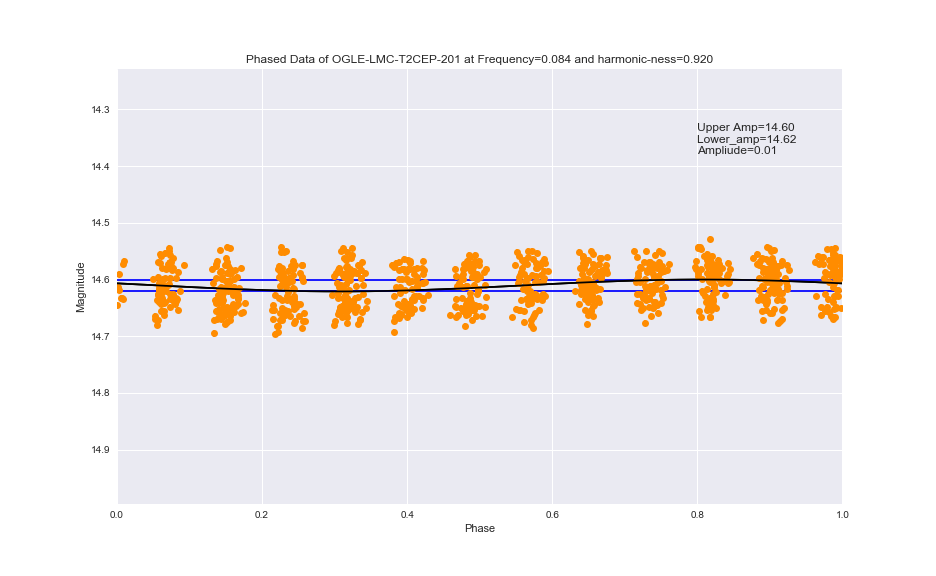 Phased Data of OGLE-LMC-T2CEP-201 at Frequency=0.084 and harmonic-ness=0.920
14.3
Upper Amp=14.60
Lower_amp=14.62
Ampliude=0.01
14.4
14.5
14.6
14.7
14.8
14.9
Magnitude
0.0 0.2 0.4 0.6 0.8 1.0
Phase